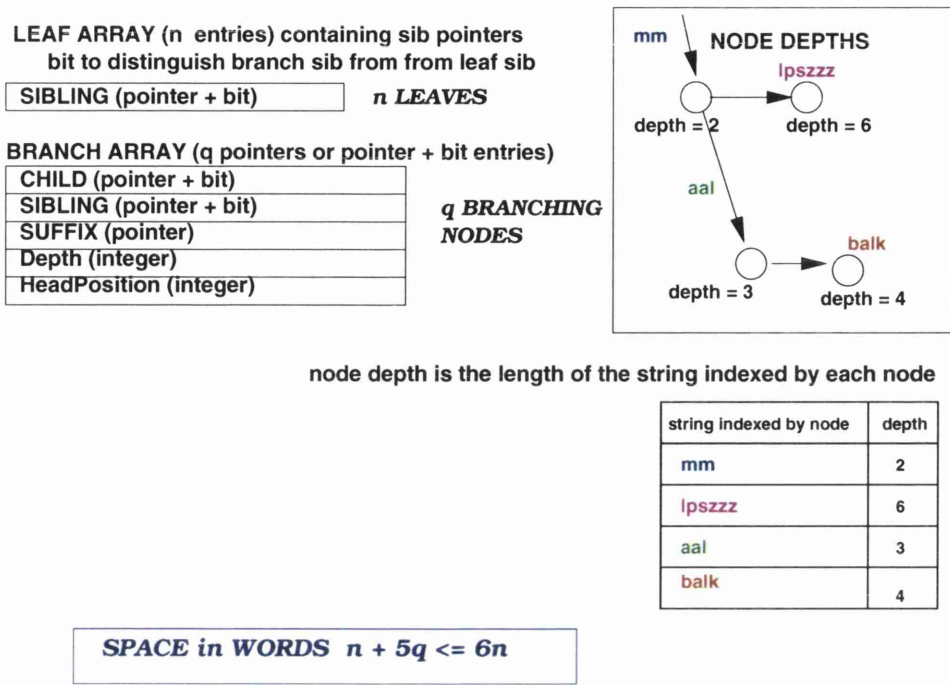 LEAF ARRAY (n entries) containing sib pointers
bit to distinguish branch sib from from leaf sib
SIBLING (pointer + bit)
n LEAVES
BRANCH ARRAY (q pointers or pointer + bit entries)
CHILD (pointer + bit)
SIBLING (pointer + bit)
SUFFIX (pointer)
Depth (integer)
HeadPosition (integer)
q BRANCHING
NODES
mm
NODE DEPTHS
lpszzz
depth = 2
depth = 6
aal
balk
depth = 3
depth = 4
node depth is the length of the string indexed by each node
string indexed by node depth
mm 2
lpszzz 6
aal 3
balk 4
SPACE in WORDS n + 5q <= 6n